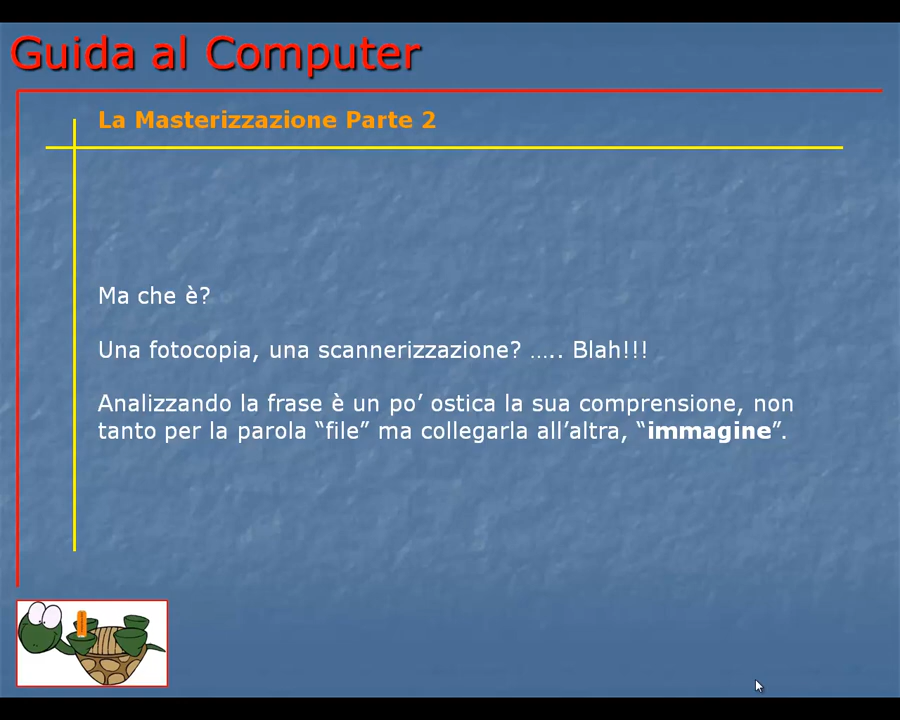 Guida al Computer
La Masterizzazione Parte 2
Ma che è?
Una fotocopia, una scannerizzazione? ….. Blah!!!
Analizzando la frase è un po’ ostica la sua comprensione, non
tanto per la parola “file” ma collegarla all’altra, “immagine”.